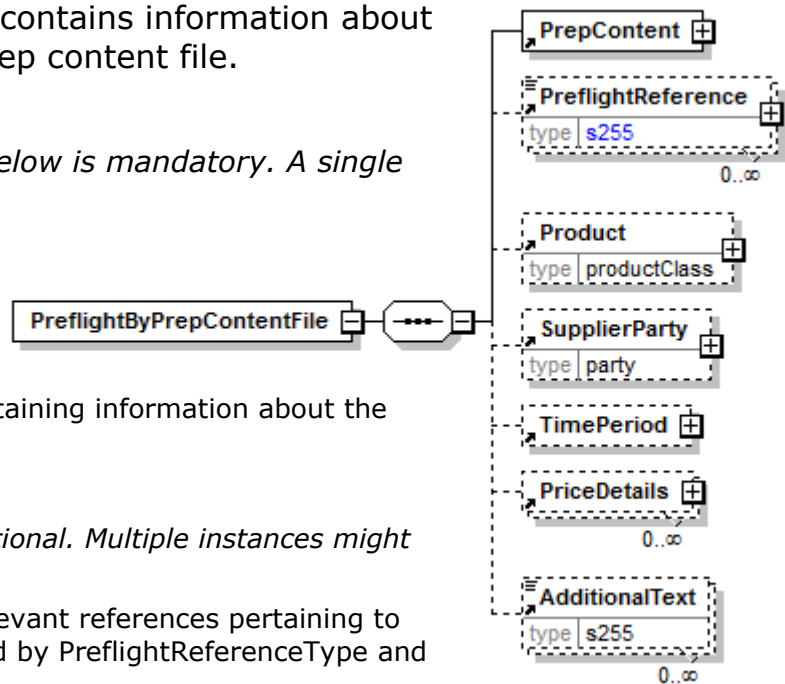 contains information about
ep content file.
elow is mandatory. A single
taining information about the
tional. Multiple instances might
evant references pertaining to
d by PreflightReferenceType and
PreflightByPrepContentFile
PrepContent
PreflightReference
type s255
0..∞
Product
type productClass
SupplierParty
type party
TimePeriod
PriceDetails
0..∞
AdditionalText
type s255
0..∞